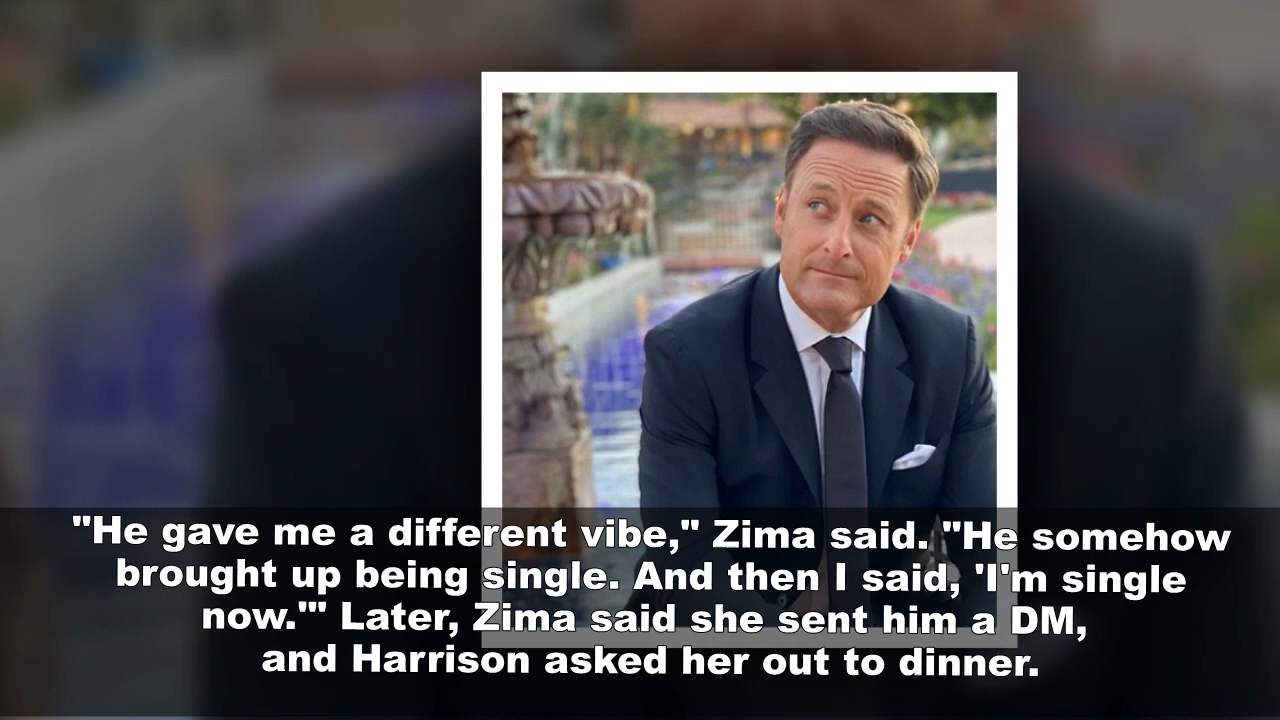 "He gave me a different vibe," Zima said. "He somehow
brought up being single. And then I said, 'I'm single
now.'" Later, Zima said she sent him a DM,
and Harrison asked her out to dinner.